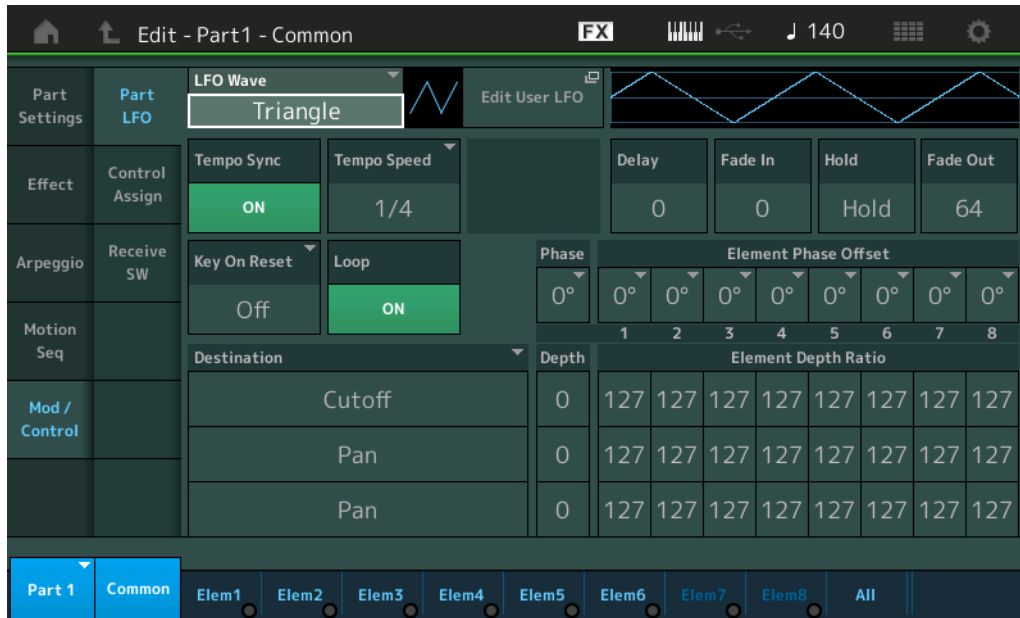 Edit - Part1 - Common FX ♩ 140
Part Settings
Effect
Arpeggio
Motion Seq
Mod / Control
Part LFO
Control Assign
Receive SW
LFO Wave
Triangle
Edit User LFO
Tempo Sync
ON
Tempo Speed
1/4
Delay
0
Fade In
0
Hold
Hold
Fade Out
64
Key On Reset
Off
Loop
ON
Phase
0°
Element Phase Offset
0° 0° 0° 0° 0° 0° 0° 0°
1 2 3 4 5 6 7 8
Destination Depth Element Depth Ratio
Cutoff 0 127 127 127 127 127 127 127 127
Pan 0 127 127 127 127 127 127 127 127
Pan 0 127 127 127 127 127 127 127 127
Part 1 Common Elem1 Elem2 Elem3 Elem4 Elem5 Elem6 Elem7 Elem8 All